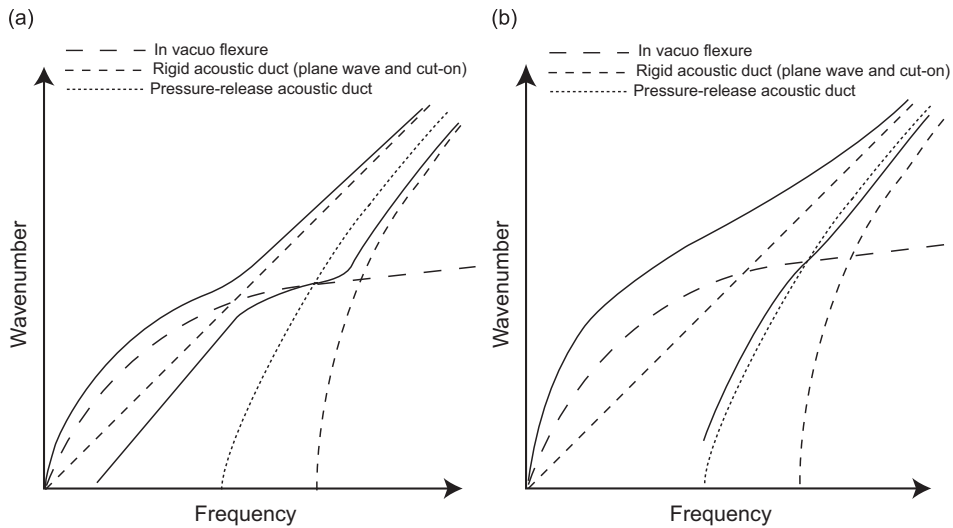 (a)
In vacuo flexure
Rigid acoustic duct (plane wave and cut-on)
Pressure-release acoustic duct
Wavenumber
Frequency
(b)
In vacuo flexure
Rigid acoustic duct (plane wave and cut-on)
Pressure-release acoustic duct
Wavenumber
Frequency